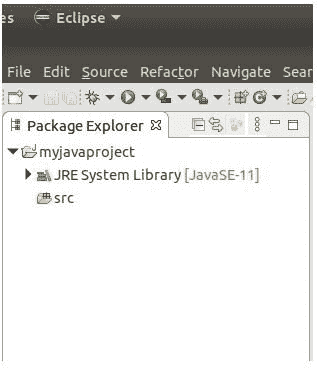 es Eclipse
File Edit Source Refactor Navigate Sear
Package Explorer
myjavaproject
JRE System Library [JavaSE-11]
src